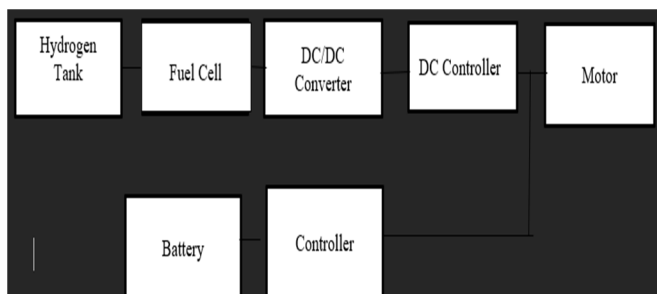 Hydrogen
Tank
Fuel Cell
DC/DC
Converter
DC Controller
Motor
Battery
Controller